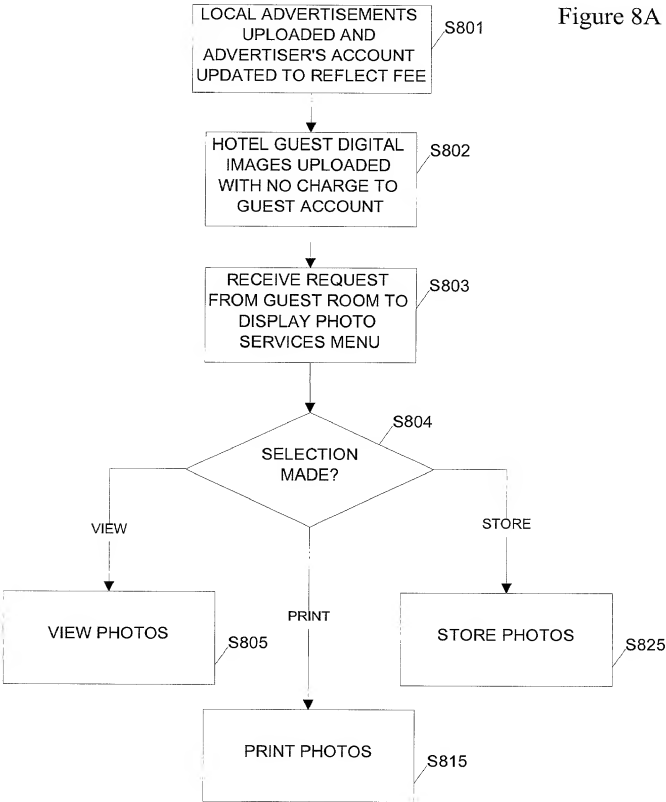 Figure 8A
LOCAL ADVERTISEMENTS
UPLOADED AND
ADVERTISER'S ACCOUNT
UPDATED TO REFLECT FEE
S801
HOTEL GUEST DIGITAL
IMAGES UPLOADED
WITH NO CHARGE TO
GUEST ACCOUNT
S802
RECEIVE REQUEST
FROM GUEST ROOM TO
DISPLAY PHOTO
SERVICES MENU
S803
SELECTION
MADE?
S804
VIEW
STORE
PRINT
VIEW PHOTOS
S805
STORE PHOTOS
S825
PRINT PHOTOS
S815